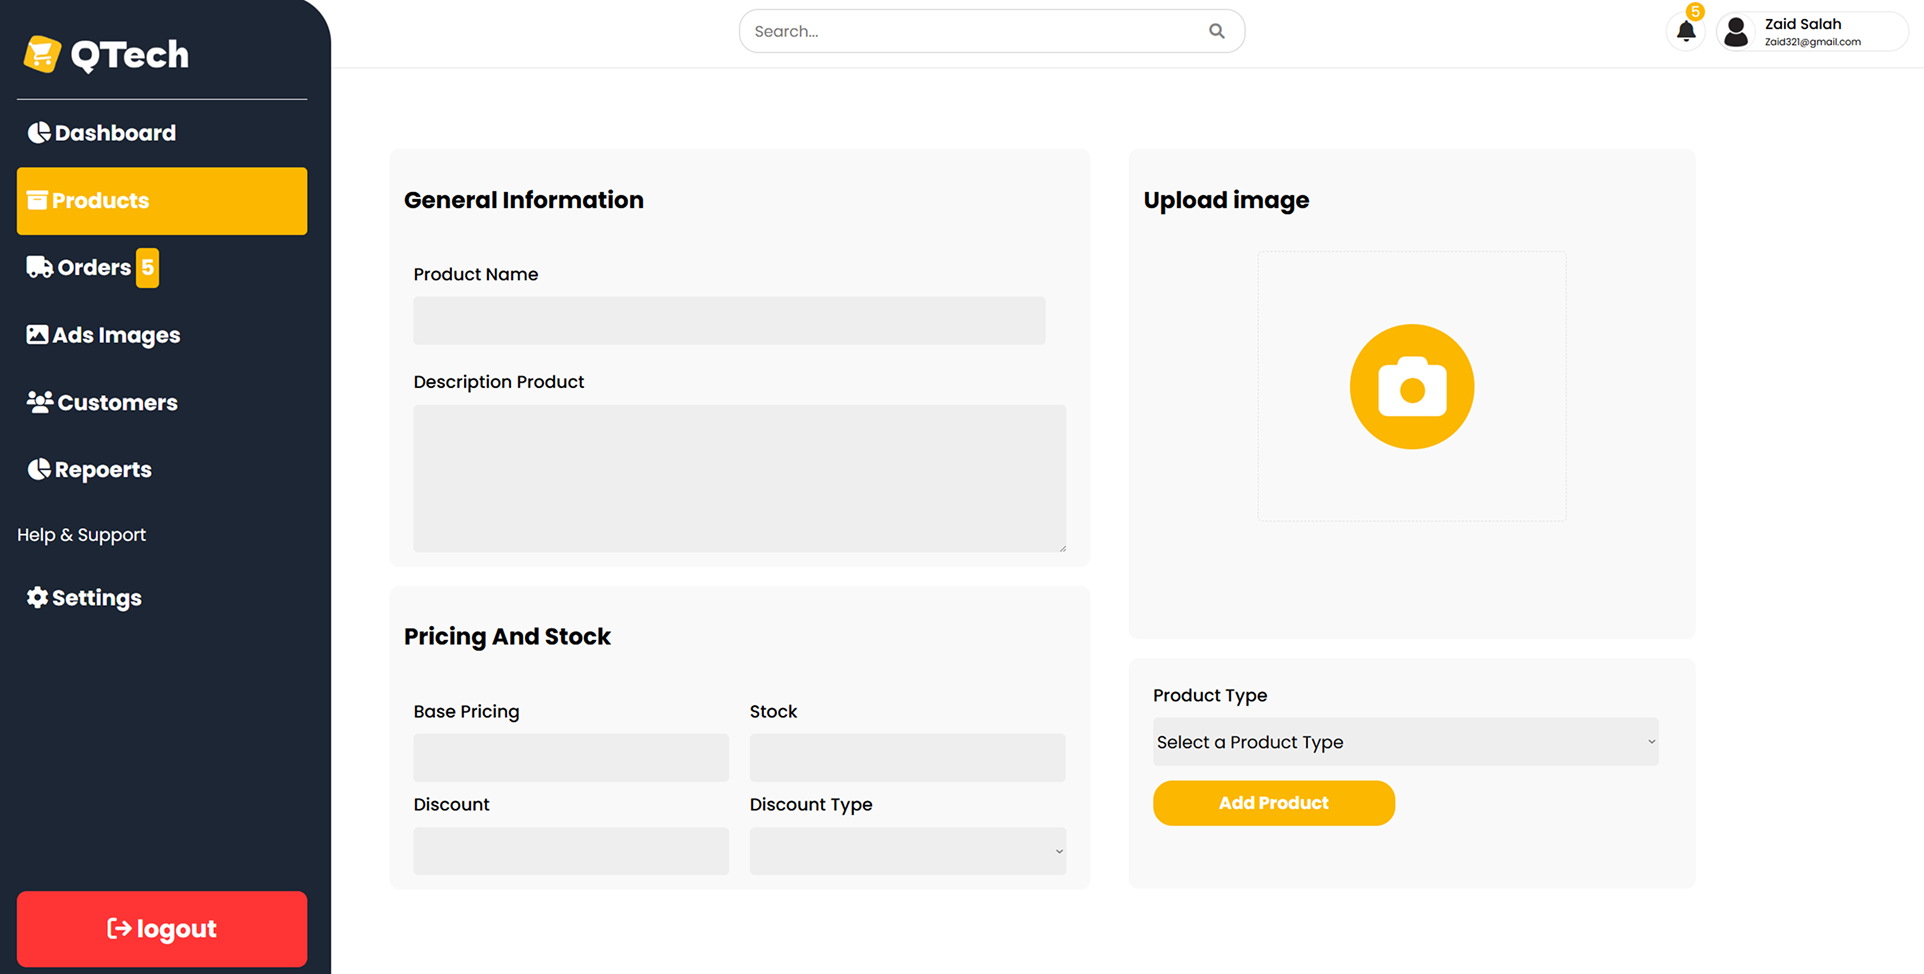 QTech
Dashboard
Products
Orders 5
Ads Images
Customers
Repoerts
Help & Support
Settings
logout
Search...
5
Zaid Salah
Zaid321@gmail.com
General Information
Product Name
Description Product
Pricing And Stock
Base Pricing
Stock
Discount
Discount Type
Upload image
Product Type
Select a Product Type
Add Product